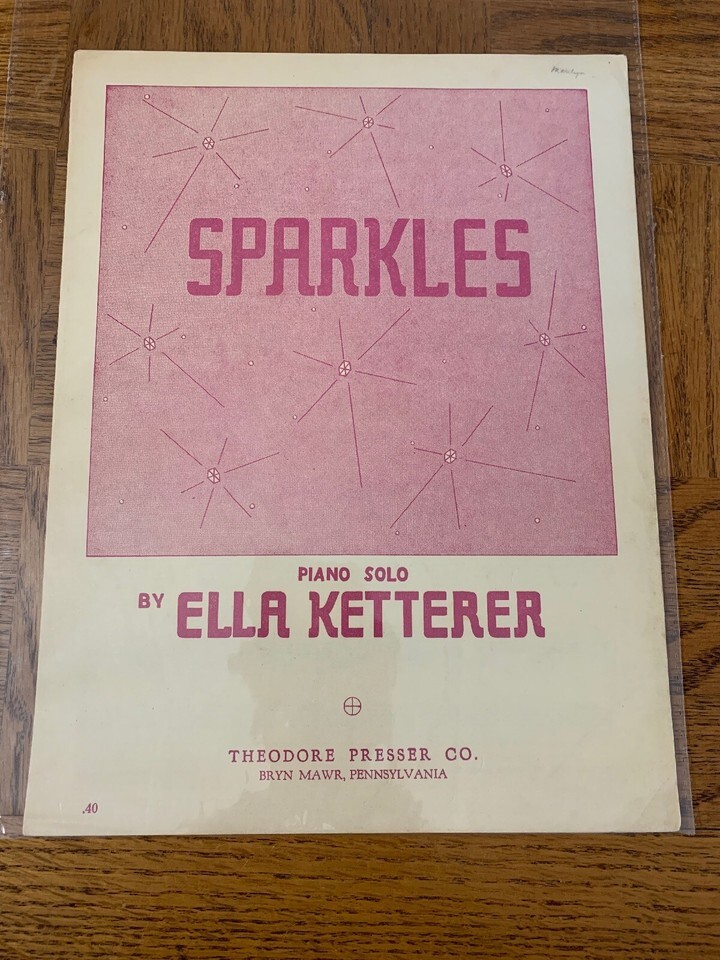 SPARKLES
PIANO SOLO
BY ELLA KETTERER
THEODORE PRESSER CO.
BRYN MAWR, PENNSYLVANIA
.40